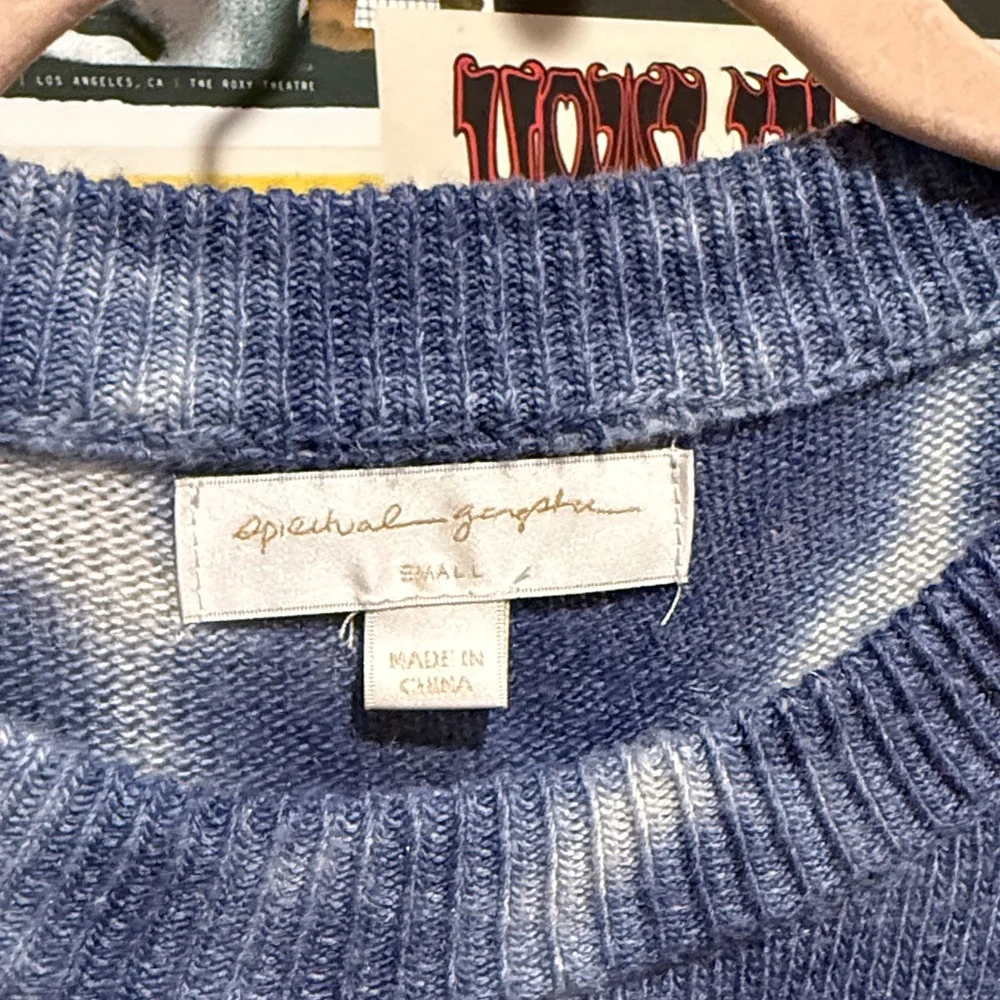 LOS ANGELES, CA | THE ROXY THEATRE
spiritual gangster
SMALL
MADE IN
CHINA